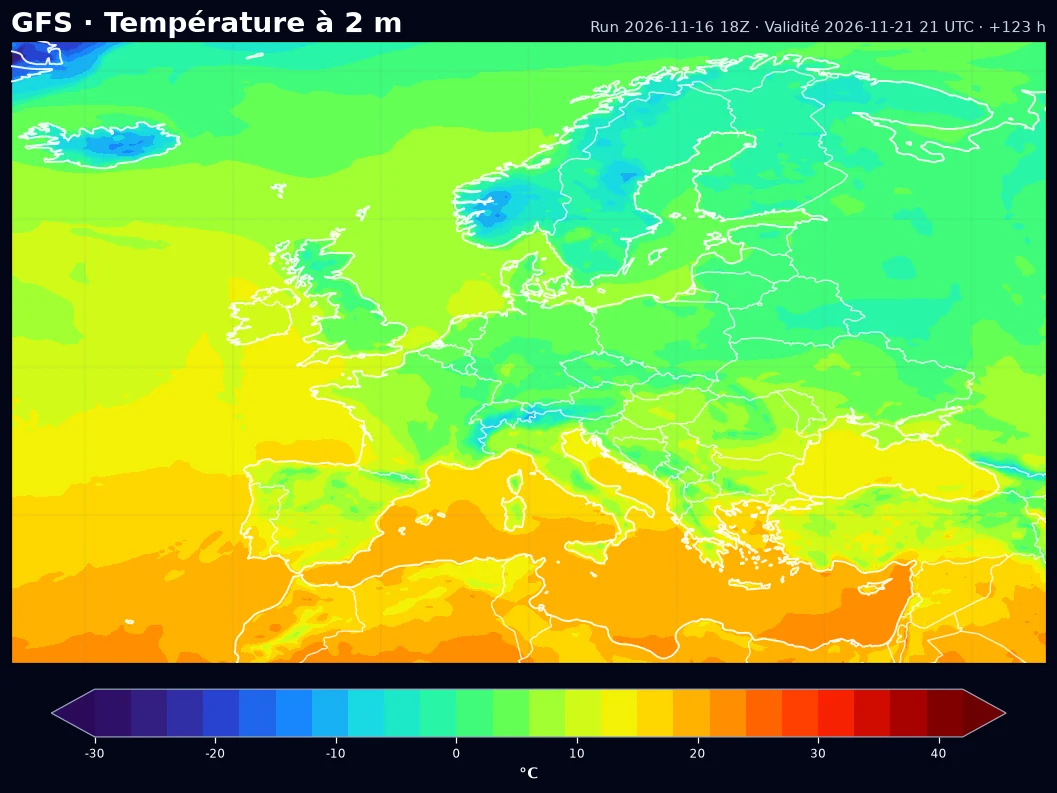 GFS · Température à 2 m
Run 2026-11-16 18Z · Validité 2026-11-21 21 UTC · +123 h
-30 -20 -10 0 10 20 30 40
°C